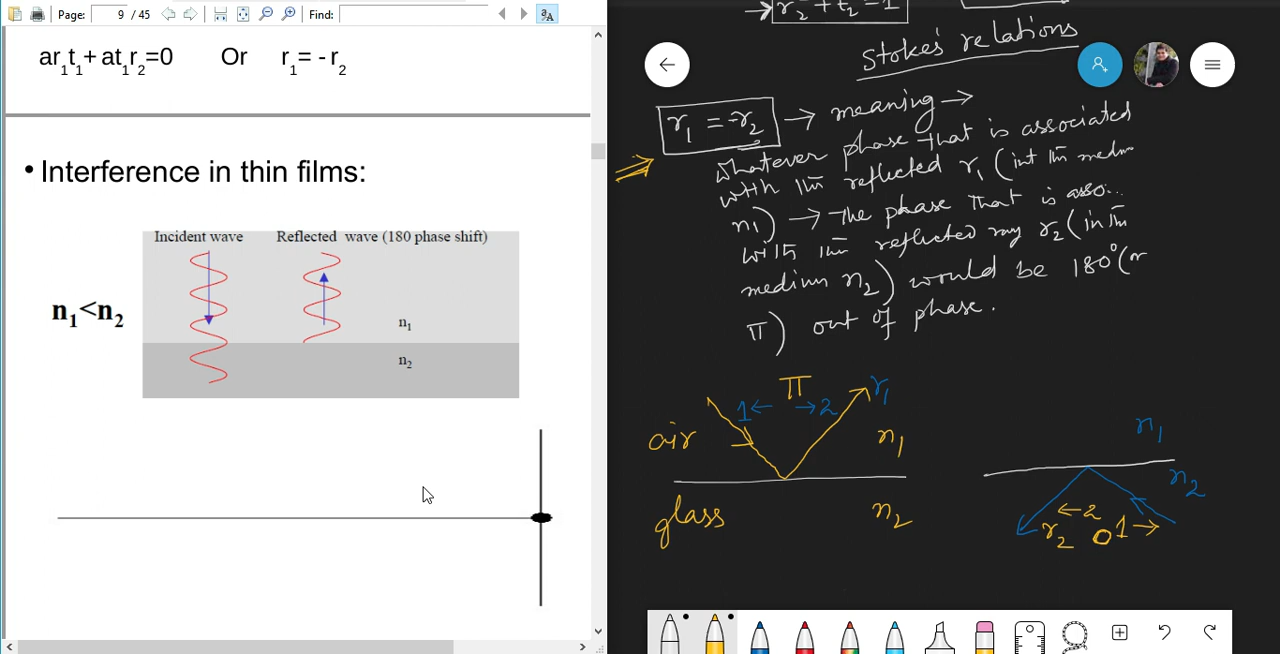 Page: 9 / 45 Find:
ar1t1+ at1r2=0 Or r1= - r2
• Interference in thin films:
Incident wave Reflected wave (180 phase shift)
n1<n2
n1
n2
→ r2² + t2 = 1
Stoke's relations
r1 = -r2 → meaning →
⇒ Whatever phase that is associated
with the reflected r1 (int the medm
n1) → The phase that is asso...
with the reflected ray r2 (in the
medium n2) would be 180° (or
π) out of phase.
π
1← →2 r1
air n1
glass n2
n1
n2
←2
r2 0 1→